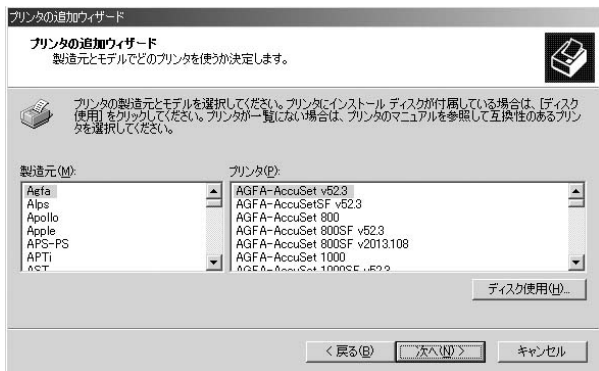 プリンタの追加ウィザード
プリンタの追加ウィザード
製造元とモデルでどのプリンタを使うか決定します。
プリンタの製造元とモデルを選択してください。プリンタにインストール ディスクが付属している場合は、[ディスク
使用] をクリックしてください。プリンタが一覧にない場合は、プリンタのマニュアルを参照して互換性のあるプリン
タを選択してください。
製造元(M):
プリンタ(P):
Agfa
Alps
Apollo
Apple
APS-PS
APTi
AST
AGFA-AccuSet v52.3
AGFA-AccuSetSF v52.3
AGFA-AccuSet 800
AGFA-AccuSet 800SF v52.3
AGFA-AccuSet 800SF v2013.108
AGFA-AccuSet 1000
AGFA-AccuSet 1000SF v52.3
ディスク使用(H)...
< 戻る(B)
次へ(N) >
キャンセル